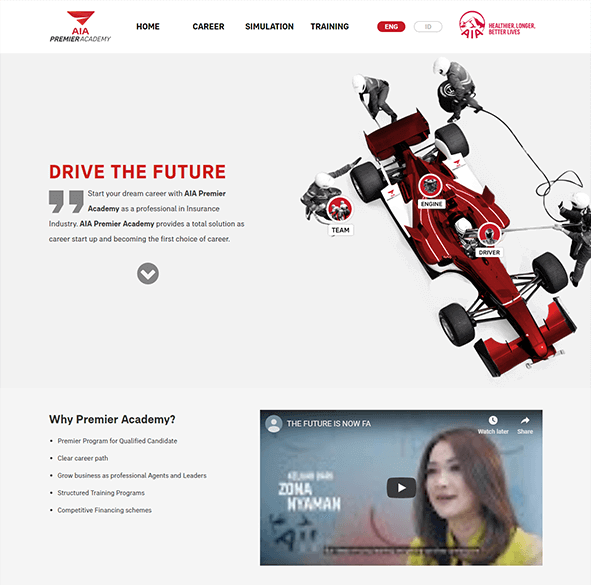 AIA
PREMIER ACADEMY
HOME
CAREER
SIMULATION
TRAINING
ENG
ID
AIA
HEALTHIER, LONGER,
BETTER LIVES
DRIVE THE FUTURE
Start your dream career with AIA Premier
Academy as a professional in Insurance
Industry. AIA Premier Academy provides a total solution as
career start up and becoming the first choice of career.
TEAM
ENGINE
DRIVER
Why Premier Academy?
Premier Program for Qualified Candidate
Clear career path
Grow business as professional Agents and Leaders
Structured Training Programs
Competitive Financing schemes
THE FUTURE IS NOW FA
Watch later
Share
KELUAR DARI
ZONA
NYAMAN